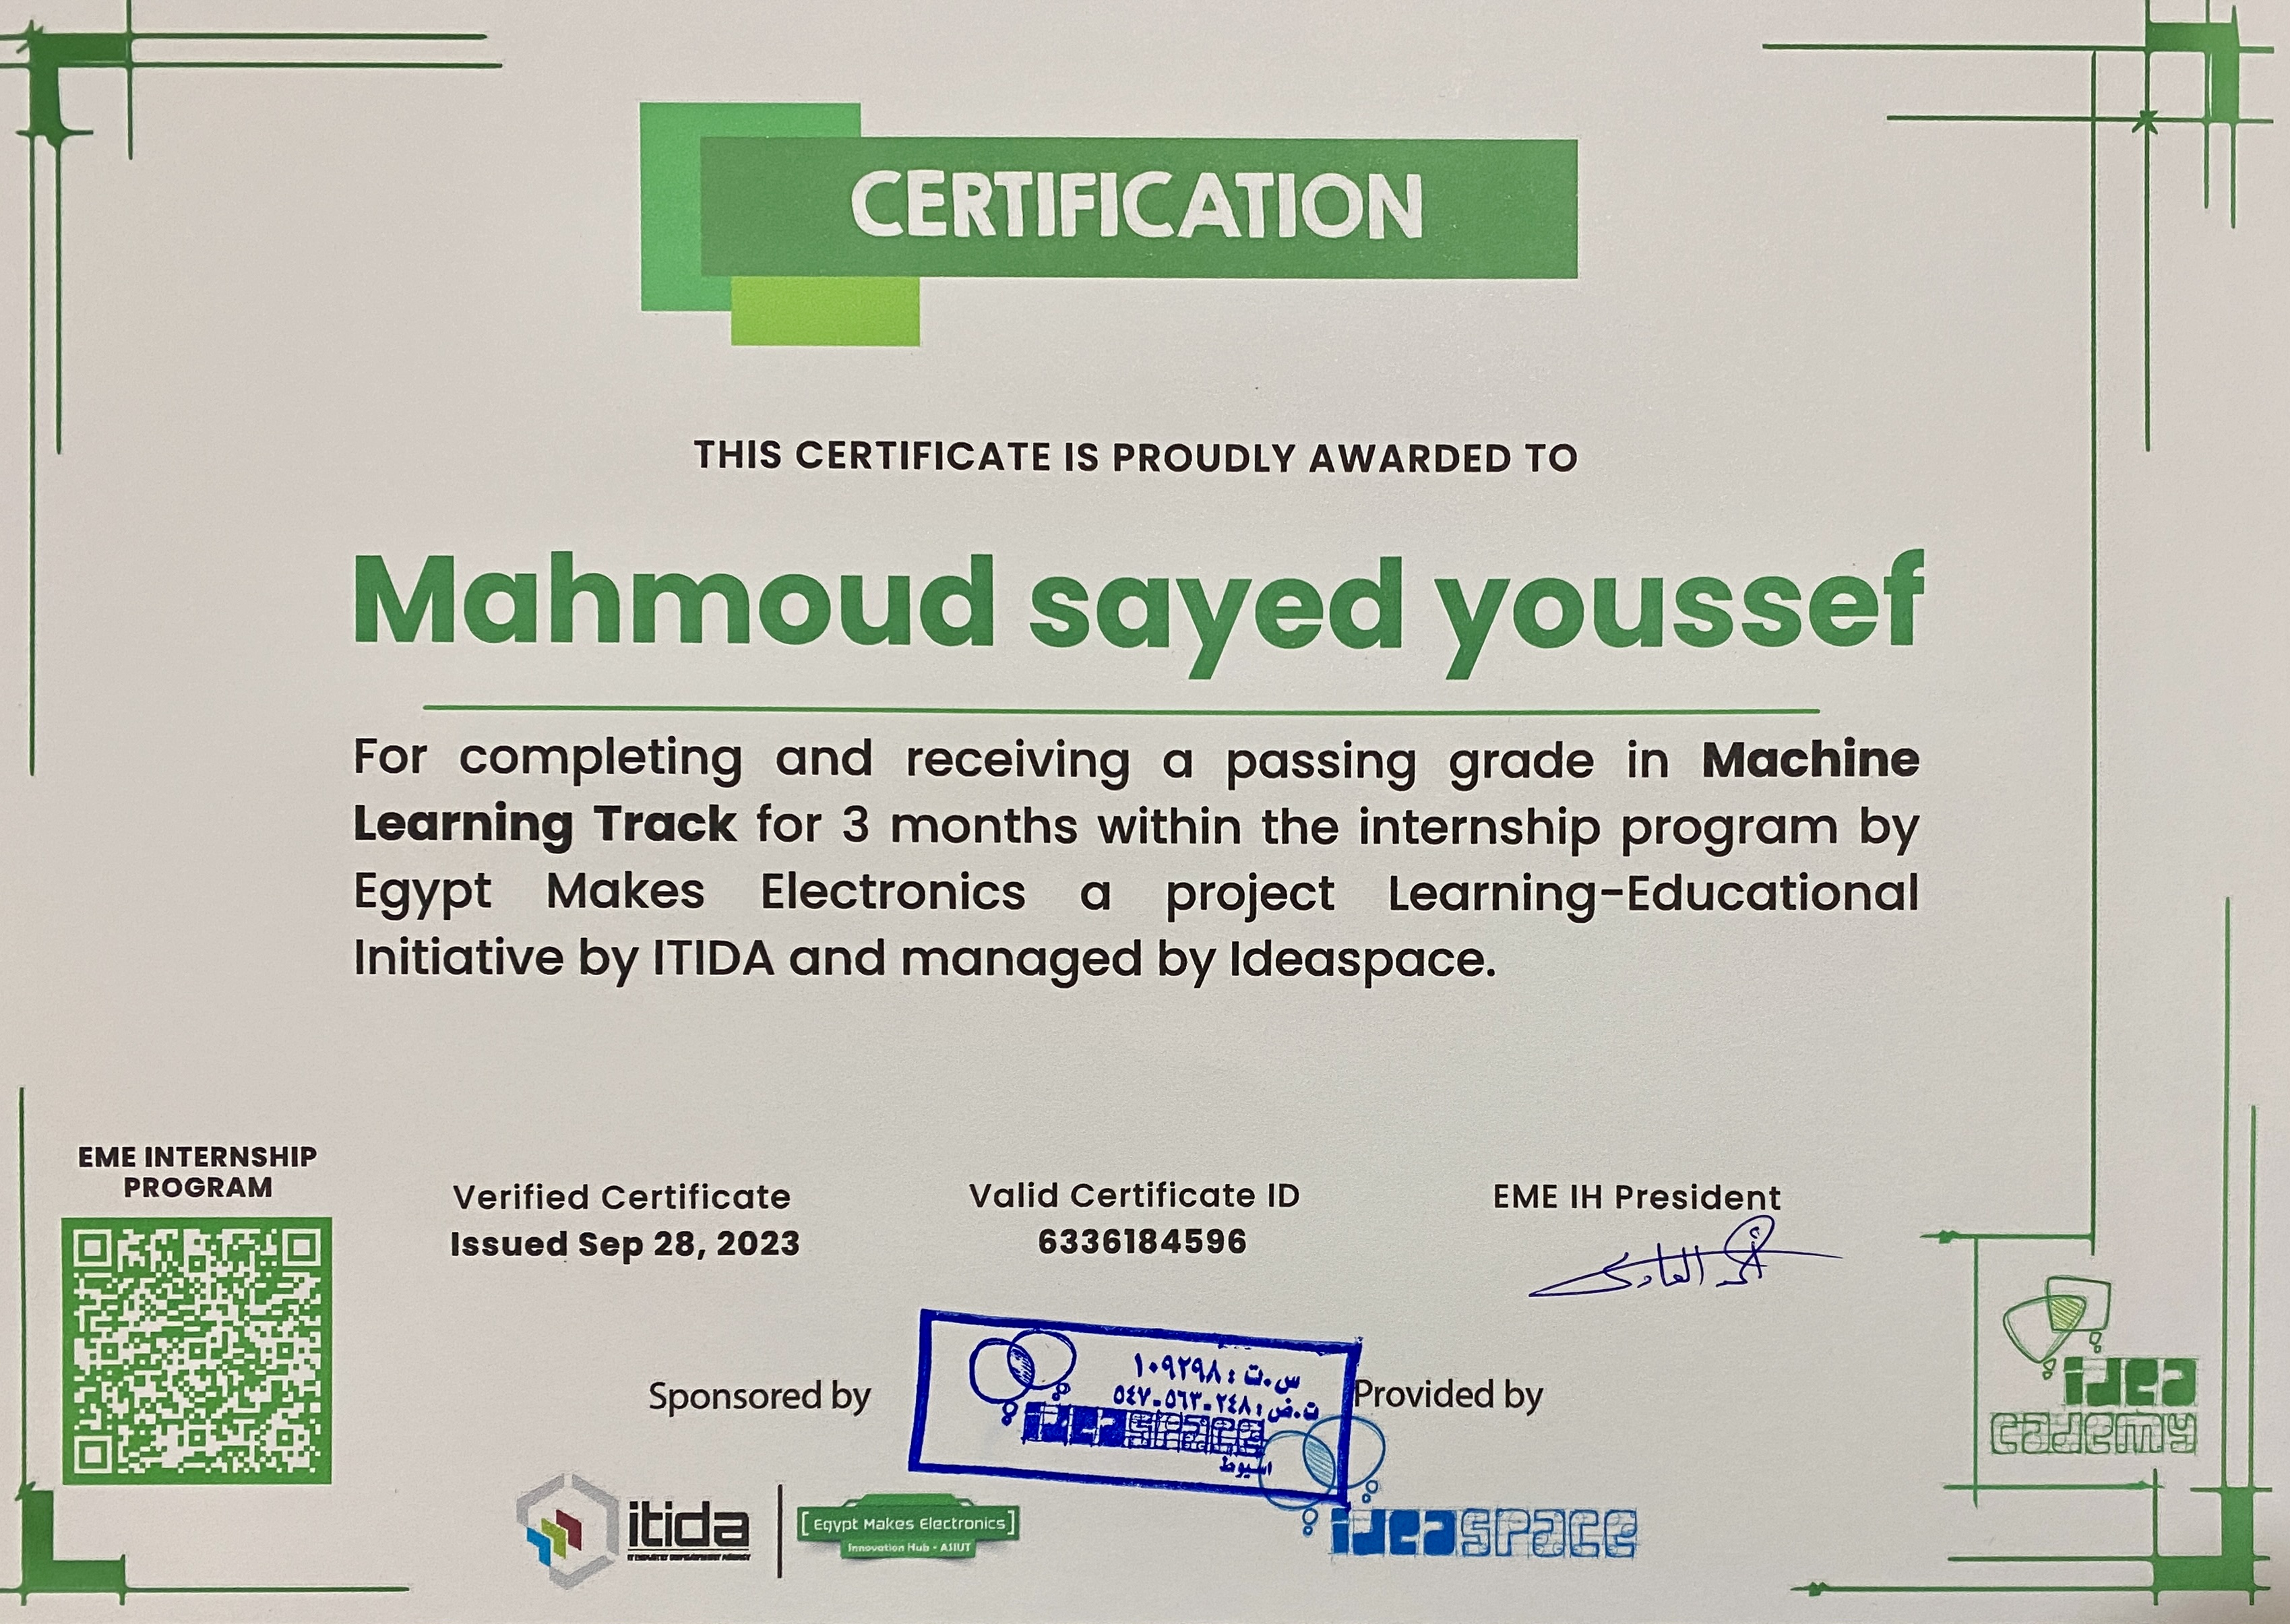 CERTIFICATION
THIS CERTIFICATE IS PROUDLY AWARDED TO
Mahmoud sayed youssef
For completing and receiving a passing grade in Machine
Learning Track for 3 months within the internship program by
Egypt Makes Electronics a project Learning-Educational
Initiative by ITIDA and managed by Ideaspace.
EME INTERNSHIP
PROGRAM
Verified Certificate
Issued Sep 28, 2023
Valid Certificate ID
6336184596
EME IH President
Sponsored by
س.ت : ١٠٩٢٩٨
ت.ض : ٢٤٨-٥٦٣-٥٤٧
ideaspace
اسيوط
Provided by
itida
[Egypt Makes Electronics]
Innovation Hub - ASIUT
ideaspace
idea
cademy